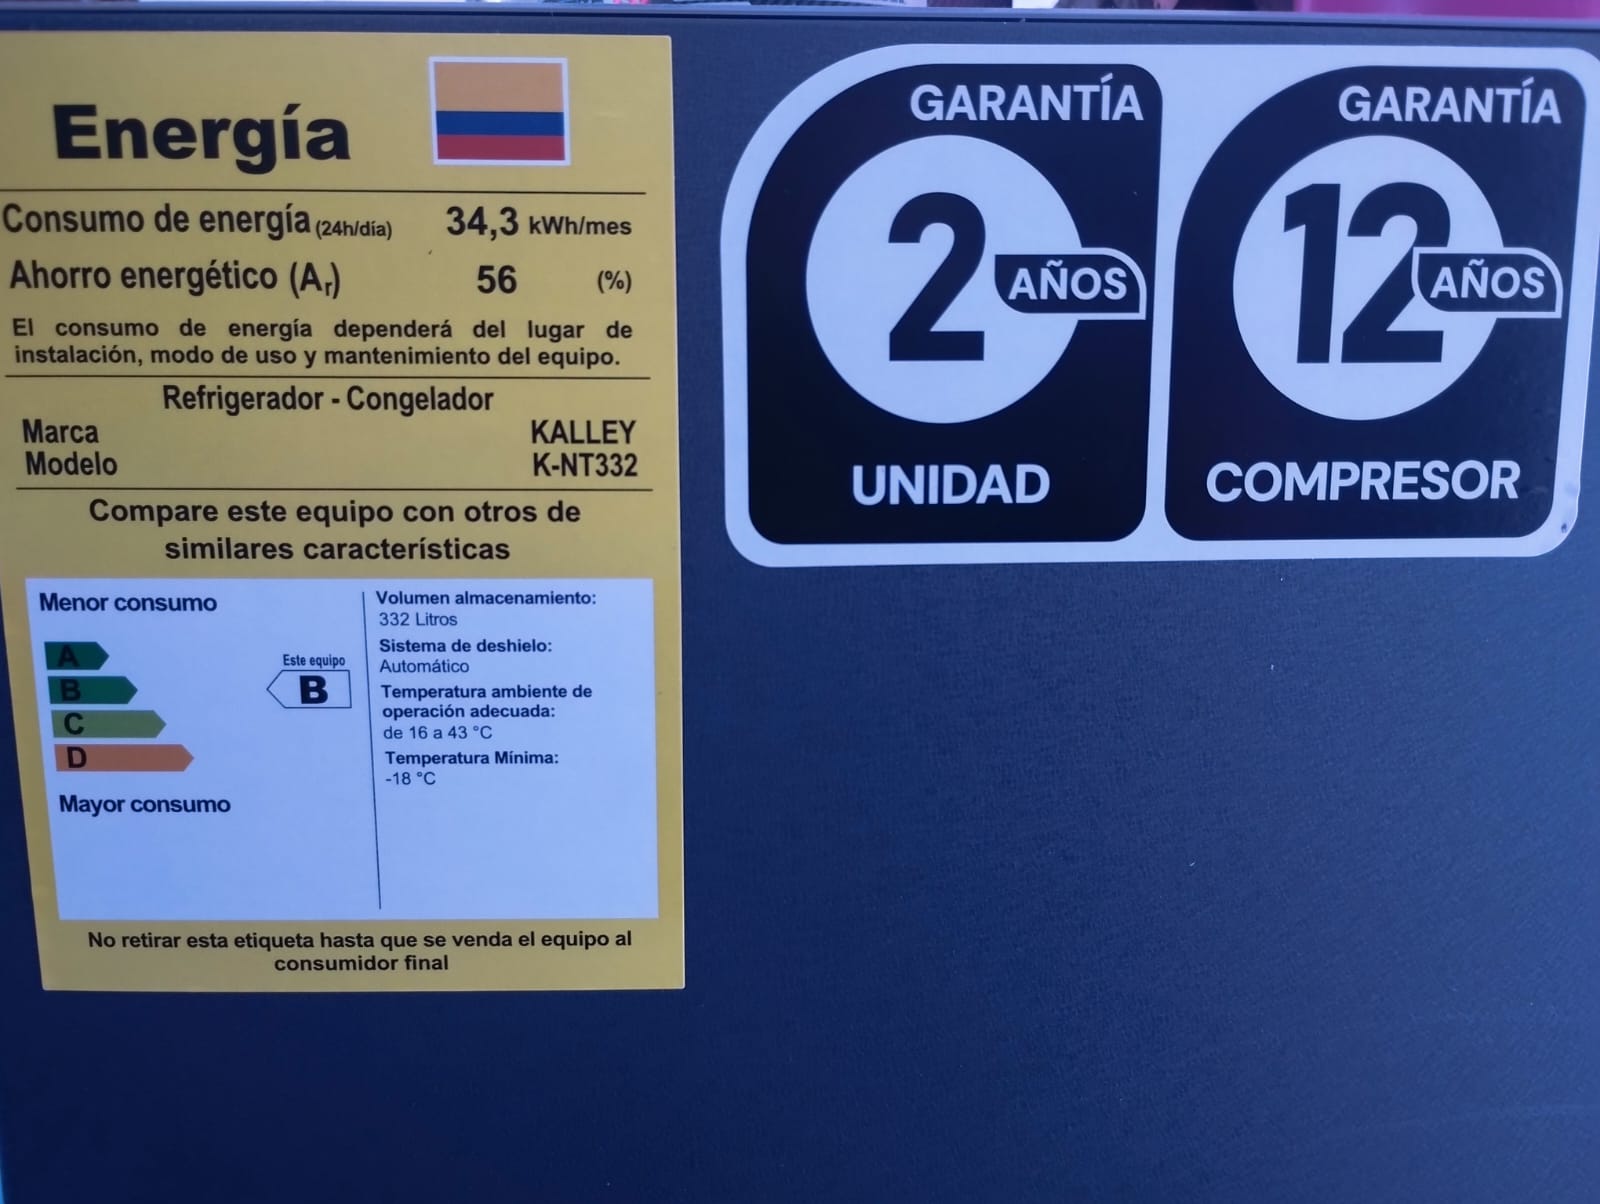 Energía
Consumo de energía (24h/día) 34,3 kWh/mes
Ahorro energético (Ar) 56 (%)
El consumo de energía dependerá del lugar de
instalación, modo de uso y mantenimiento del equipo.
Refrigerador - Congelador
Marca KALLEY
Modelo K-NT332
Compare este equipo con otros de
similares características
Menor consumo
A
B
C
D
Mayor consumo
Este equipo
B
Volumen almacenamiento:
332 Litros
Sistema de deshielo:
Automático
Temperatura ambiente de
operación adecuada:
de 16 a 43 °C
Temperatura Mínima:
-18 °C
No retirar esta etiqueta hasta que se venda el equipo al
consumidor final
GARANTÍA
2 AÑOS
UNIDAD
GARANTÍA
12 AÑOS
COMPRESOR